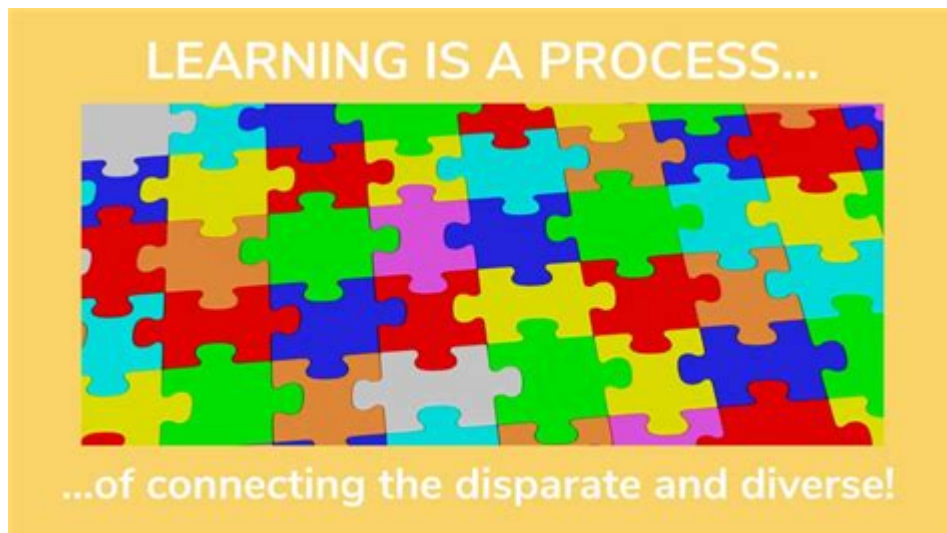 LEARNING IS A PROCESS...
...of connecting the disparate and diverse!